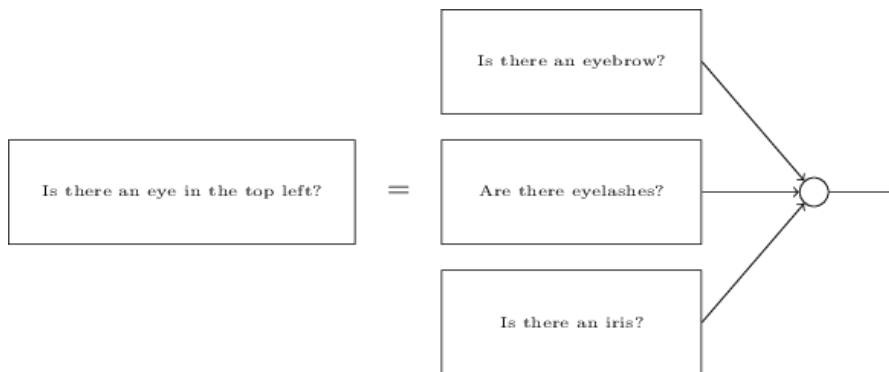 Is there an eyebrow?
Is there an eye in the top left?
=
Are there eyelashes?
Is there an iris?